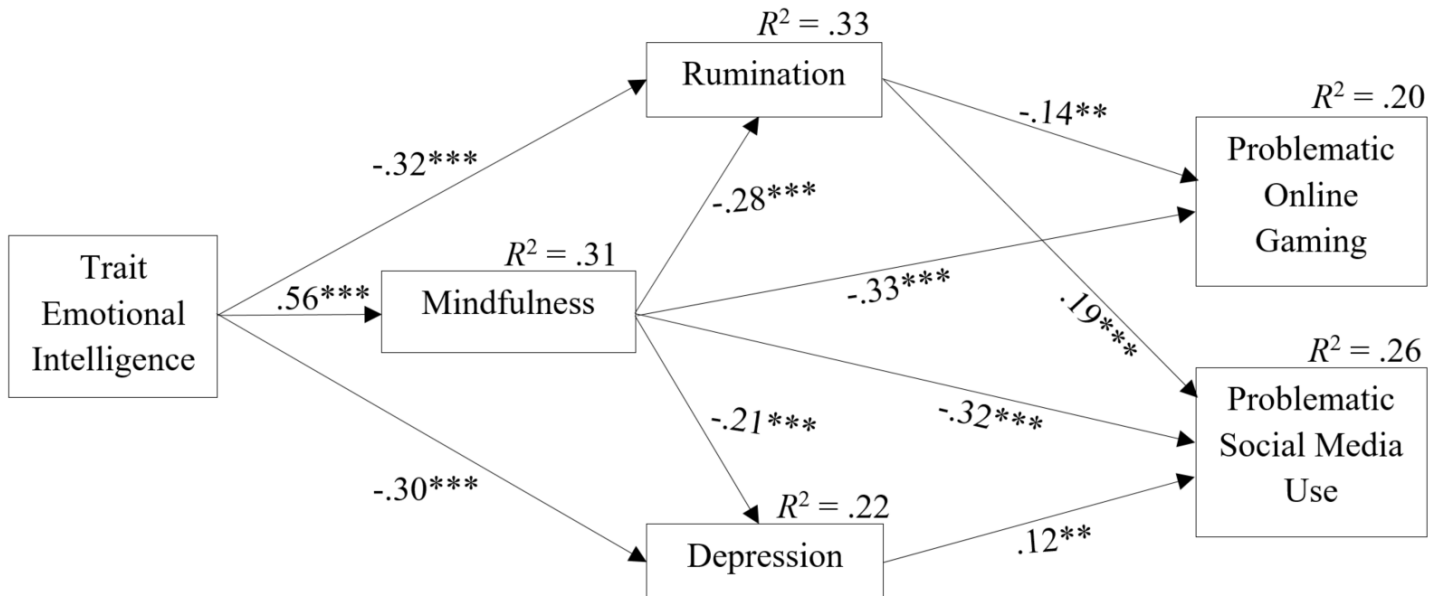 R² = .33
Rumination
R² = .20
-.14**
Problematic
Online
Gaming
-.32***
-.28***
R² = .31
Trait
Emotional
Intelligence
.56***
Mindfulness
-.33***
.19***
R² = .26
Problematic
Social Media
Use
-.32***
-.21***
-.30***
R² = .22
Depression
.12**